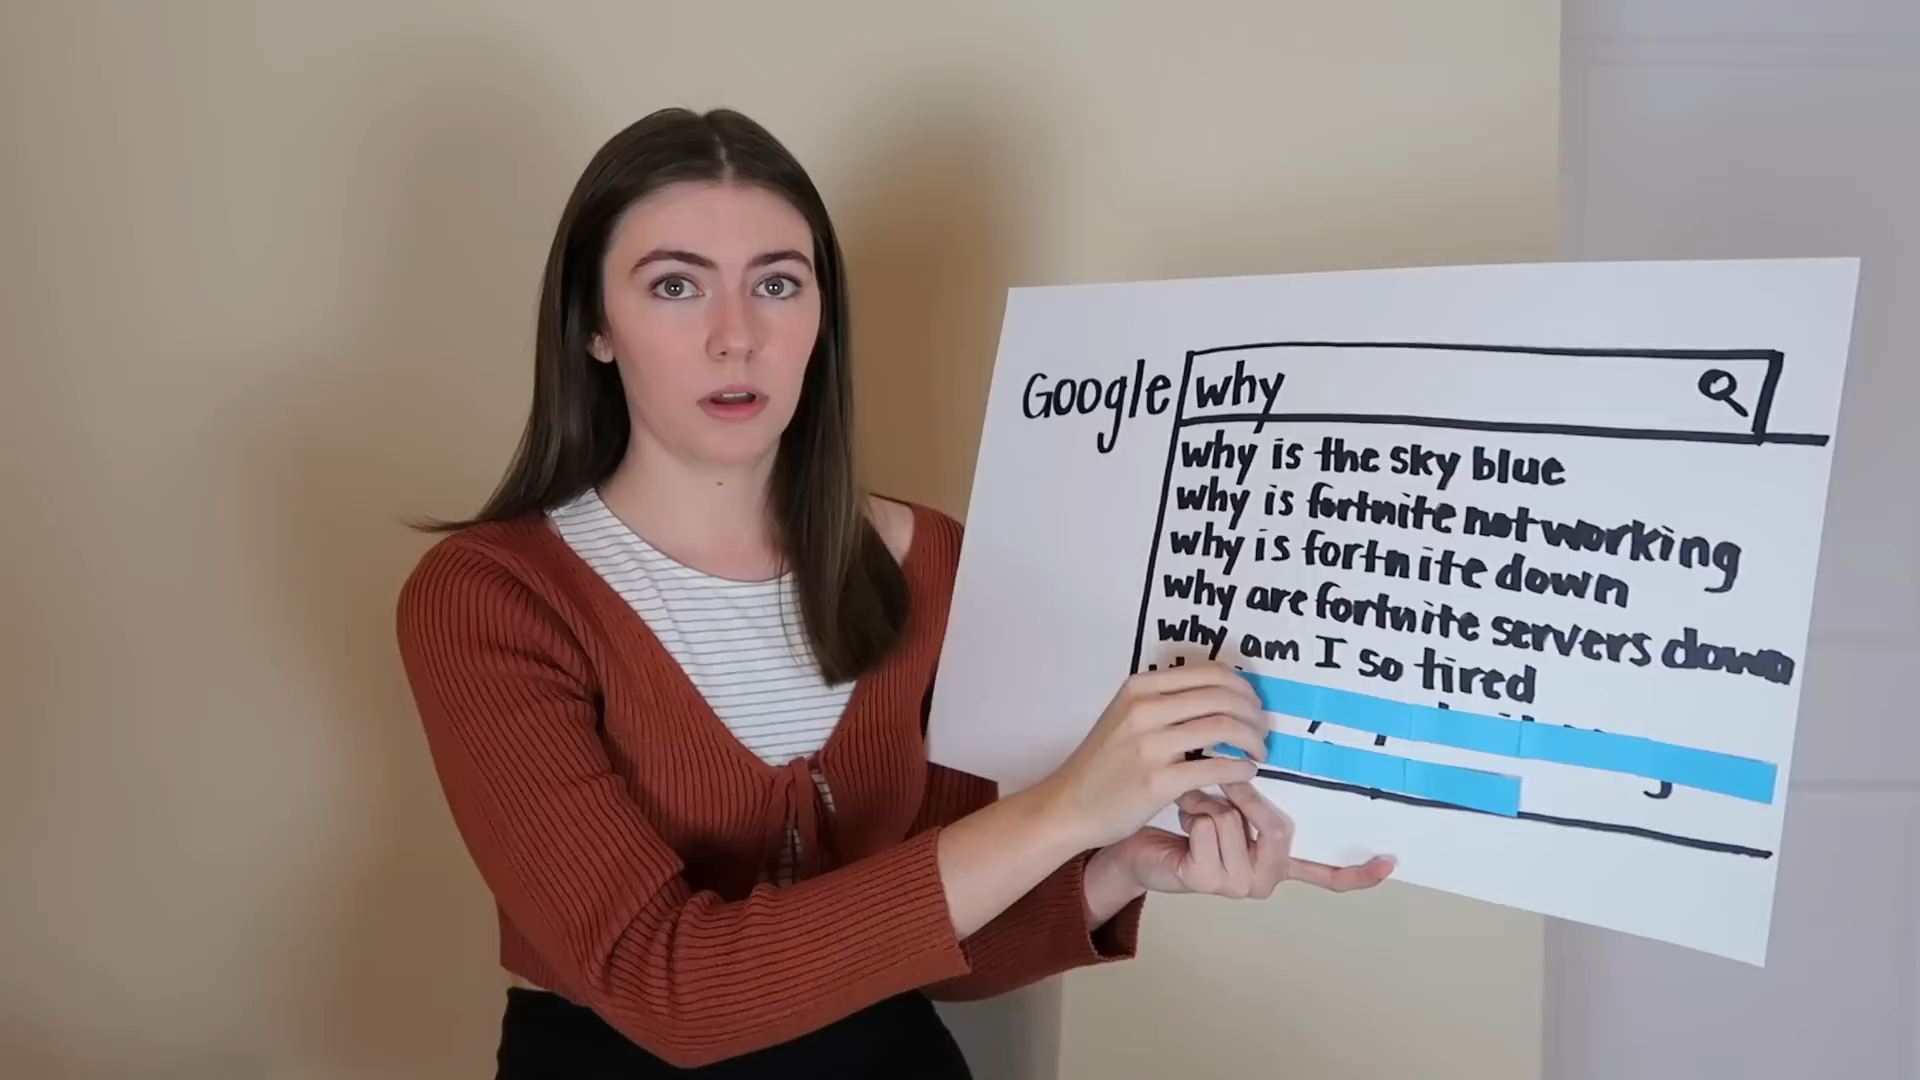 Google why
why is the sky blue
why is fortnite not working
why is fortnite down
why are fortnite servers down
why am I so tired